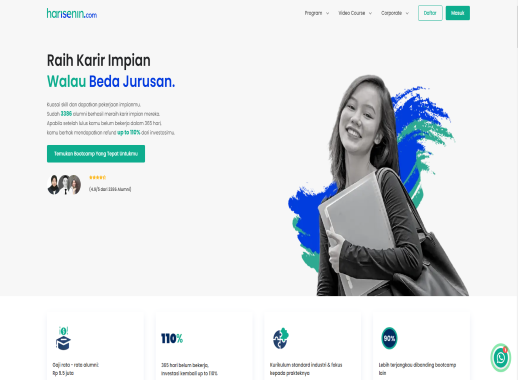 harisenin.com
Program
Video Course
Corporate
Daftar
Masuk
Raih Karir Impian
Walau Beda Jurusan.
Kuasai skill dan dapatkan pekerjaan impianmu.
Sudah 3386 alumni berhasil meraih karir impian mereka.
Apabila setelah lulus kamu belum bekerja dalam 365 hari,
kamu berhak mendapatkan refund up to 110% dari investasimu.
Temukan Bootcamp Yang Tepat Untukmu
(4.9/5 dari 3386 Alumni)
110%
90%
Gaji rata - rata alumni:
Rp 8.5 juta
365 hari belum bekerja,
investasi kembali up to 110%
Kurikulum standard industri & fokus
kepada prakteknya
Lebih terjangkau dibanding bootcamp
lain